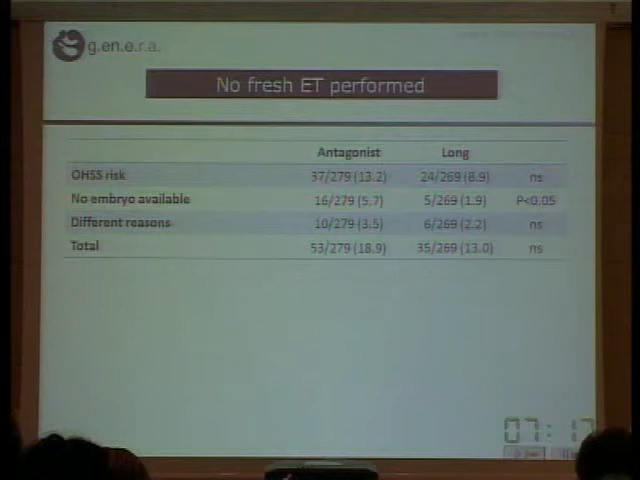 g.en.e.r.a.
No fresh ET performed
Antagonist Long
OHSS risk 37/279 (13.2) 24/269 (8.9) ns
No embryo available 16/279 (5.7) 5/269 (1.9) P<0.05
Different reasons 10/279 (3.5) 6/269 (2.2) ns
Total 53/279 (18.9) 35/269 (13.0) ns
07:17